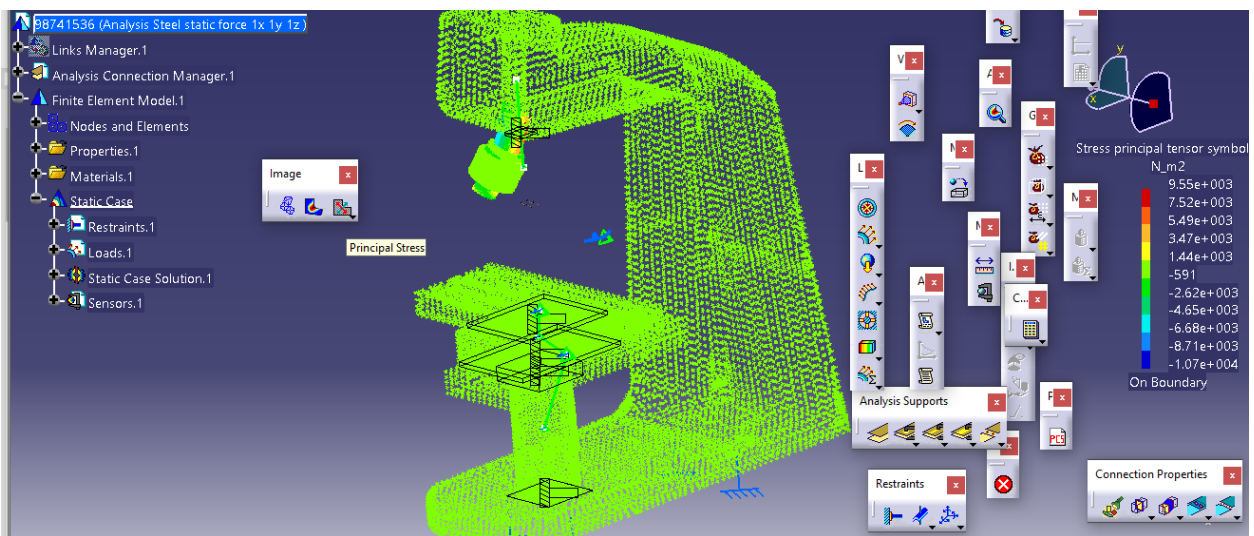 98741536 (Analysis Steel static force 1x 1y 1z)
Links Manager.1
Analysis Connection Manager.1
Finite Element Model.1
Nodes and Elements
Properties.1
Materials.1
Static Case
Restraints.1
Loads.1
Static Case Solution.1
Sensors.1
Image x
Principal Stress
V x
A x
G x
N x
L x
M x
N x
I. x
A x
C... x
Analysis Supports x
F x
PCS
x
Restraints x
Connection Properties x
y
x
Stress principal tensor symbol
N_m2
9.55e+003
7.52e+003
5.49e+003
3.47e+003
1.44e+003
-591
-2.62e+003
-4.65e+003
-6.68e+003
-8.71e+003
-1.07e+004
On Boundary